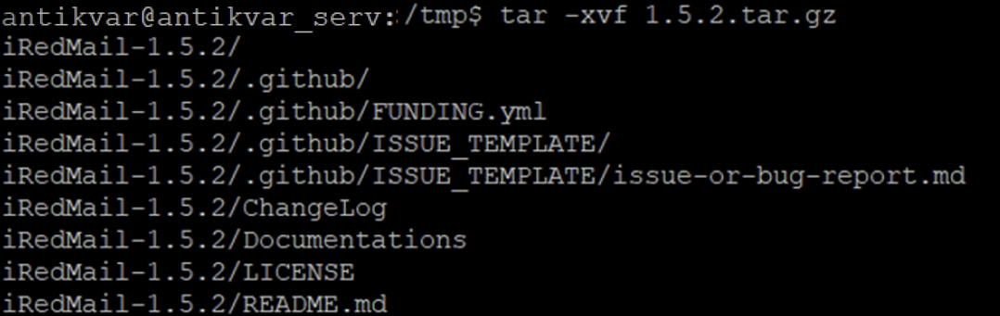 antikvar@antikvar_serv:/tmp$ tar -xvf 1.5.2.tar.gz
iRedMail-1.5.2/
iRedMail-1.5.2/.github/
iRedMail-1.5.2/.github/FUNDING.yml
iRedMail-1.5.2/.github/ISSUE_TEMPLATE/
iRedMail-1.5.2/.github/ISSUE_TEMPLATE/issue-or-bug-report.md
iRedMail-1.5.2/ChangeLog
iRedMail-1.5.2/Documentations
iRedMail-1.5.2/LICENSE
iRedMail-1.5.2/README.md